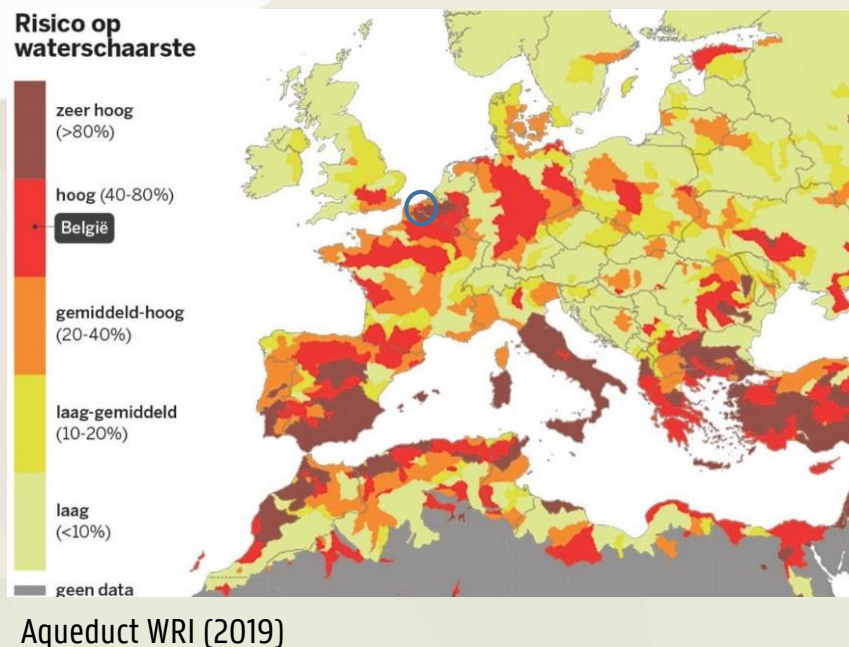 Risico op
waterschaarste
zeer hoog
(>80%)
hoog (40-80%)
België
gemiddeld-hoog
(20-40%)
laag-gemiddeld
(10-20%)
laag
(<10%)
geen data
Aqueduct WRI (2019)